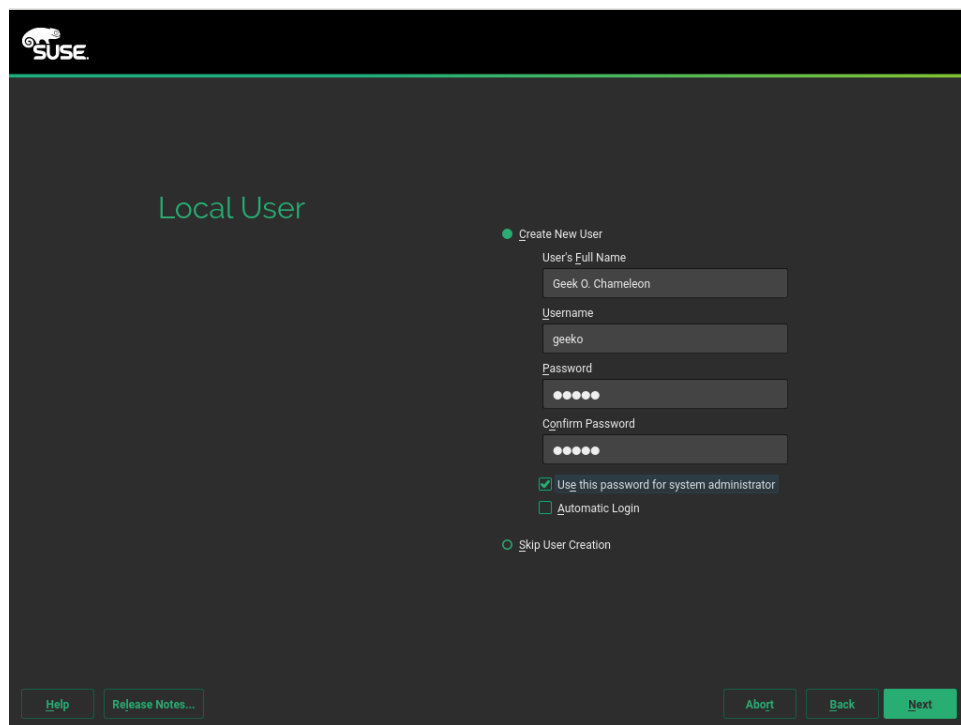 SUSE.
Local User
Create New User
User's Full Name
Geek O. Chameleon
Username
geeko
Password
●●●●●
Confirm Password
●●●●●
Use this password for system administrator
Automatic Login
Skip User Creation
Help Release Notes... Abort Back Next